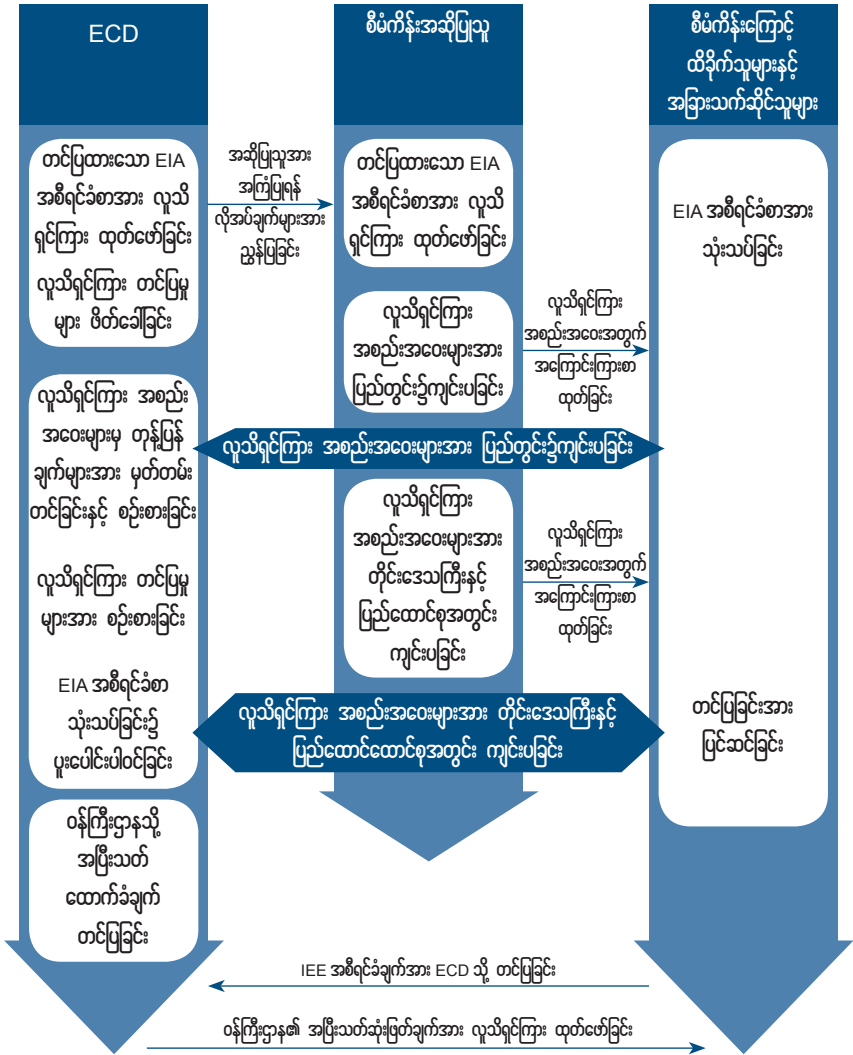 ECD
စီမံကိန်းအဆိုပြုသူ
စီမံကိန်းကြောင့်
ထိခိုက်သူများနှင့်
အခြားသက်ဆိုင်သူများ
တင်ပြထားသော EIA
အစီရင်ခံစာအား လူသိ
ရှင်ကြား ထုတ်ဖော်ခြင်း
လူသိရှင်ကြား တင်ပြမှု
များ ဖိတ်ခေါ်ခြင်း
အဆိုပြုသူအား
အကြံပြုရန်
လိုအပ်ချက်များအား
ညွှန်ပြခြင်း
တင်ပြထားသော EIA
အစီရင်ခံစာအား လူသိ
ရှင်ကြား ထုတ်ဖော်ခြင်း
EIA အစီရင်ခံစာအား
သုံးသပ်ခြင်း
လူသိရှင်ကြား
အစည်းအဝေးများအား
ပြည်တွင်း၌ကျင်းပခြင်း
လူသိရှင်ကြား
အစည်းအဝေးအတွက်
အကြောင်းကြားစာ
ထုတ်ခြင်း
လူသိရှင်ကြား အစည်း
အဝေးများမှ တုန့်ပြန်
ချက်များအား မှတ်တမ်း
တင်ခြင်းနှင့် စဉ်းစားခြင်း
လူသိရှင်ကြား အစည်းအဝေးများအား ပြည်တွင်း၌ကျင်းပခြင်း
လူသိရှင်ကြား
အစည်းအဝေးများအား
တိုင်းဒေသကြီးနှင့်
ပြည်ထောင်စုအတွင်း
ကျင်းပခြင်း
လူသိရှင်ကြား
အစည်းအဝေးအတွက်
အကြောင်းကြားစာ
ထုတ်ခြင်း
လူသိရှင်ကြား တင်ပြမှု
များအား စဉ်းစားခြင်း
EIA အစီရင်ခံစာ
သုံးသပ်ခြင်း၌
ပူးပေါင်းပါဝင်ခြင်း
လူသိရှင်ကြား အစည်းအဝေးများအား တိုင်းဒေသကြီးနှင့်
ပြည်ထောင်ထောင်စုအတွင်း ကျင်းပခြင်း
တင်ပြခြင်းအား
ပြင်ဆင်ခြင်း
ဝန်ကြီးဌာနသို့
အပြီးသတ်
ထောက်ခံချက်
တင်ပြခြင်း
IEE အစီရင်ခံချက်အား ECD သို့ တင်ပြခြင်း
ဝန်ကြီးဌာန၏ အပြီးသတ်ဆုံးဖြတ်ချက်အား လူသိရှင်ကြား ထုတ်ဖော်ခြင်း